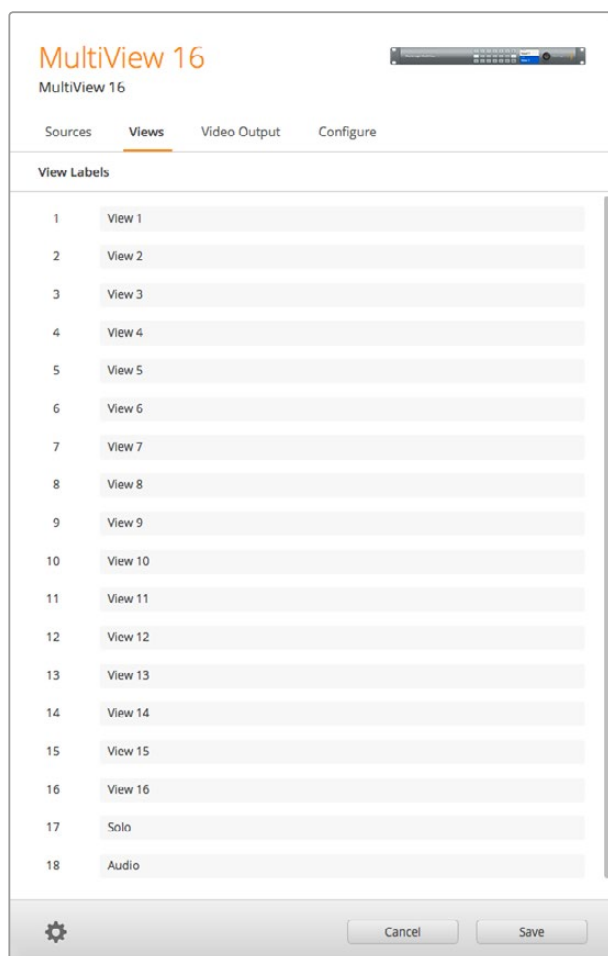 MultiView 16
MultiView 16
Sources Views Video Output Configure
View Labels
1 View 1
2 View 2
3 View 3
4 View 4
5 View 5
6 View 6
7 View 7
8 View 8
9 View 9
10 View 10
11 View 11
12 View 12
13 View 13
14 View 14
15 View 15
16 View 16
17 Solo
18 Audio
Cancel Save